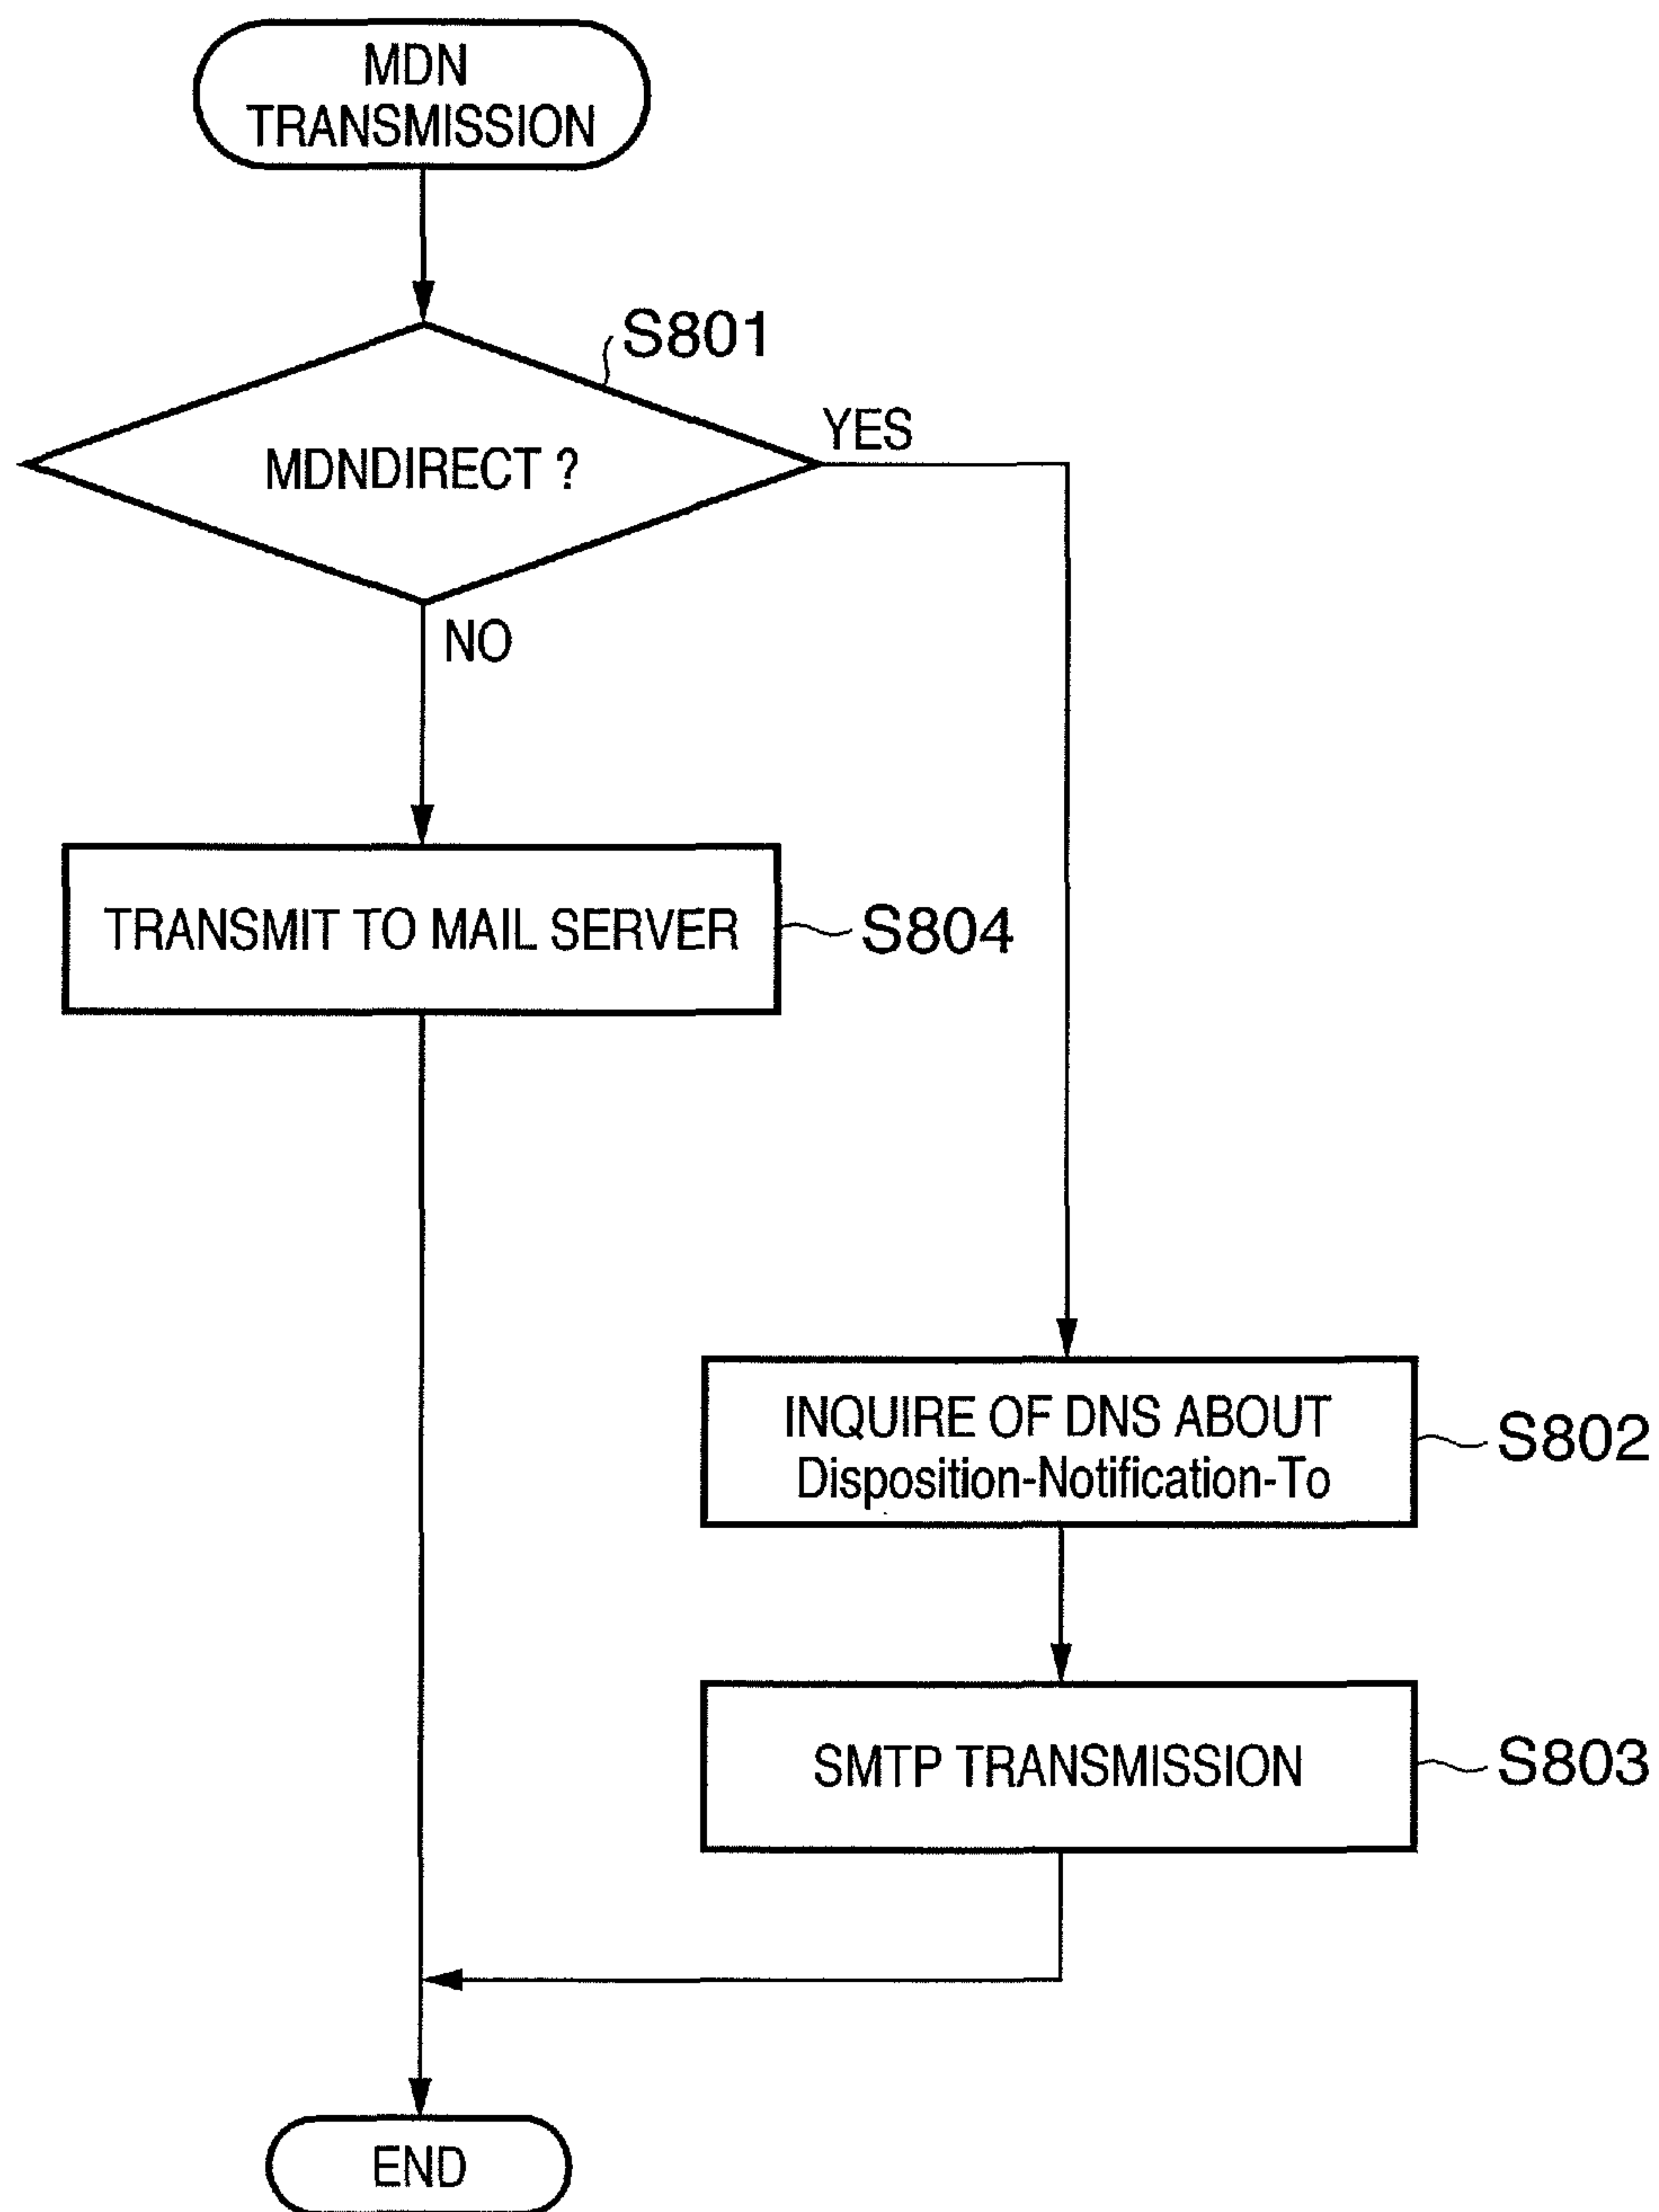 MDN
TRANSMISSION
S801
MDNDIRECT ?
YES
NO
TRANSMIT TO MAIL SERVER
S804
INQUIRE OF DNS ABOUT
Disposition-Notification-To
S802
SMTP TRANSMISSION
S803
END